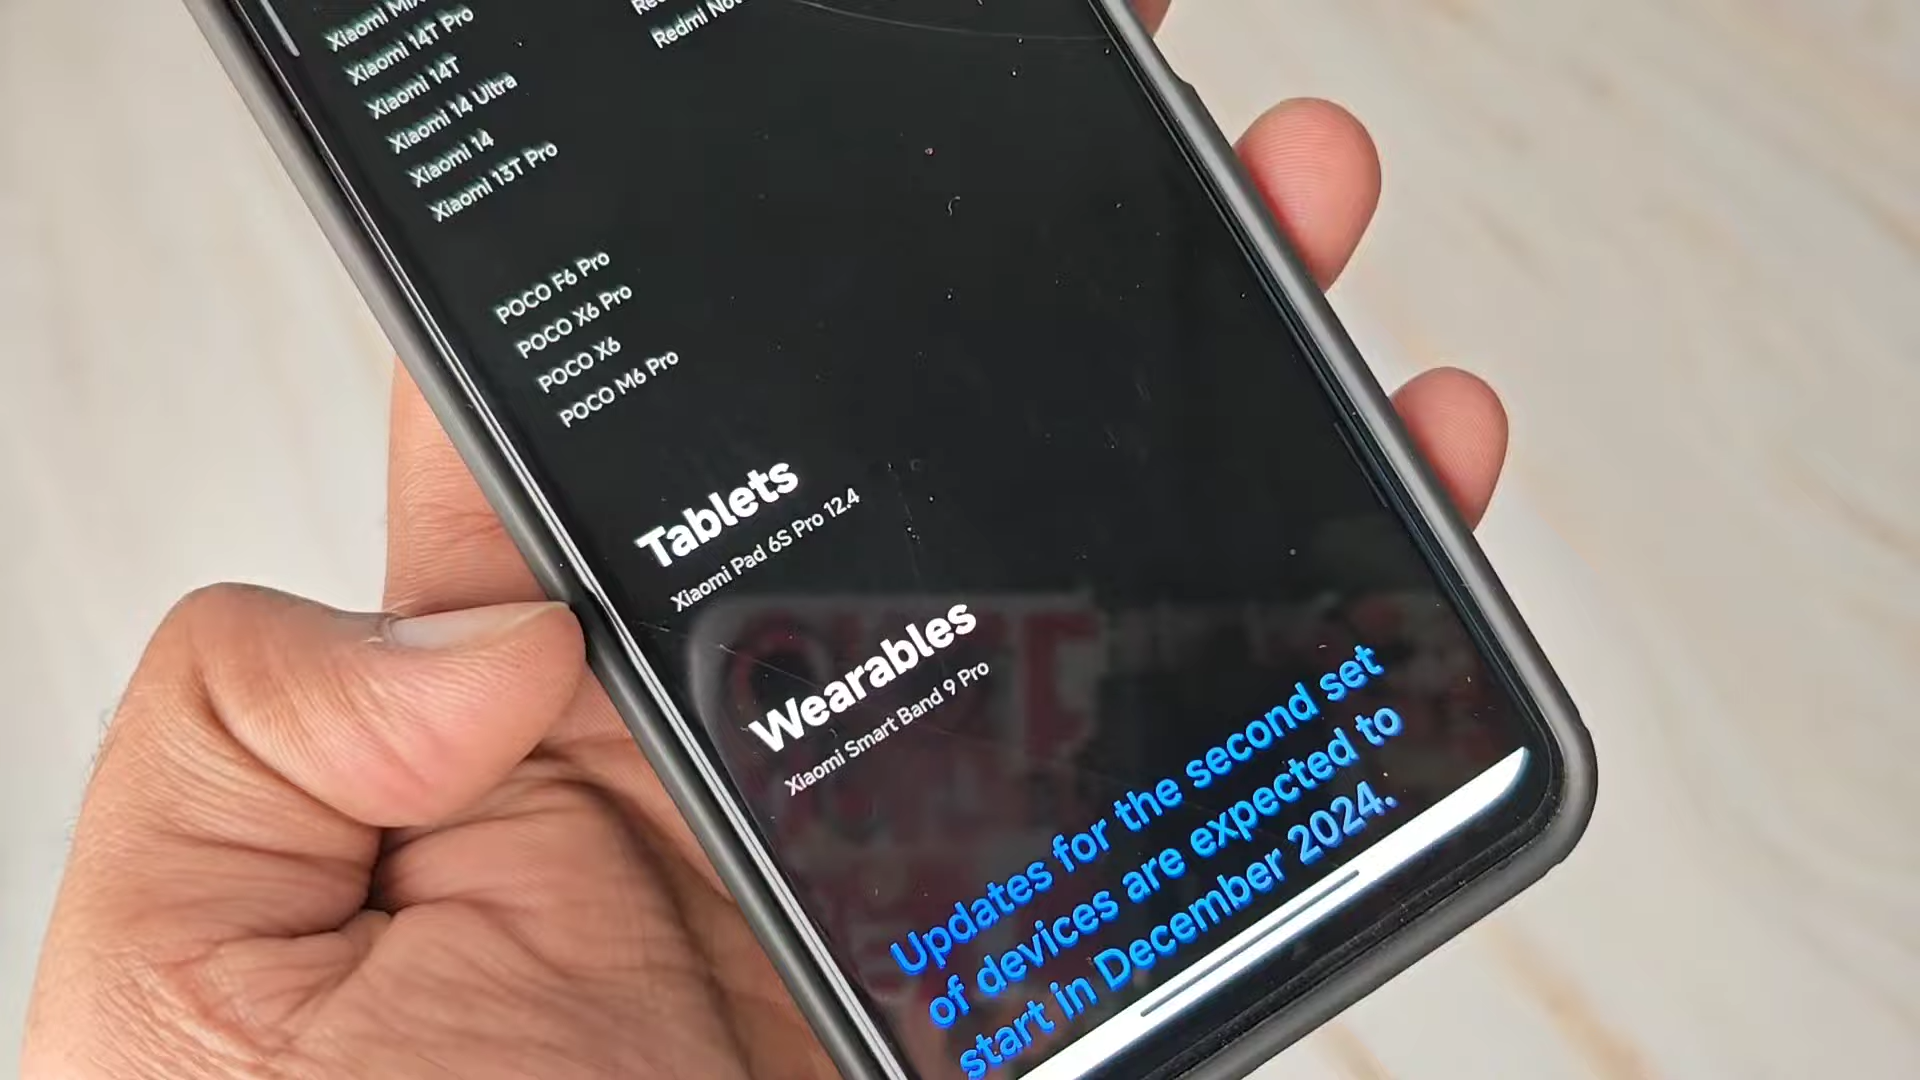 Xiaomi
Xiaomi 14T Pro
Xiaomi 14T
Xiaomi 14 Ultra
Xiaomi 14
Xiaomi 13T Pro
Redmi
POCO F6 Pro
POCO X6 Pro
POCO X6
POCO M6 Pro
Tablets
Xiaomi Pad 6S Pro 12.4
Wearables
Xiaomi Smart Band 9 Pro
Updates for the second set
of devices are expected to
start in December 2024.